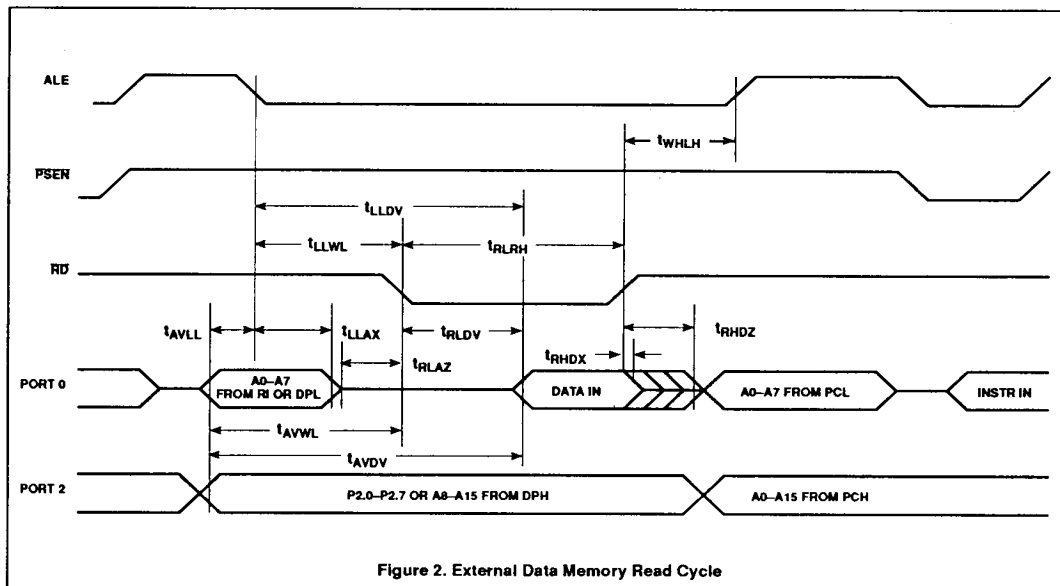 ALE
tWHLH
PSEN
tLLDV
tLLWL
tRLRH
RD
tAVLL
tLLAX
tRLDV
tRHDZ
tRLAZ
tRHDX
PORT 0
A0–A7
FROM RI OR DPL
DATA IN
A0–A7 FROM PCL
INSTR IN
tAVWL
tAVDV
PORT 2
P2.0–P2.7 OR A8–A15 FROM DPH
A0–A15 FROM PCH
Figure 2. External Data Memory Read Cycle